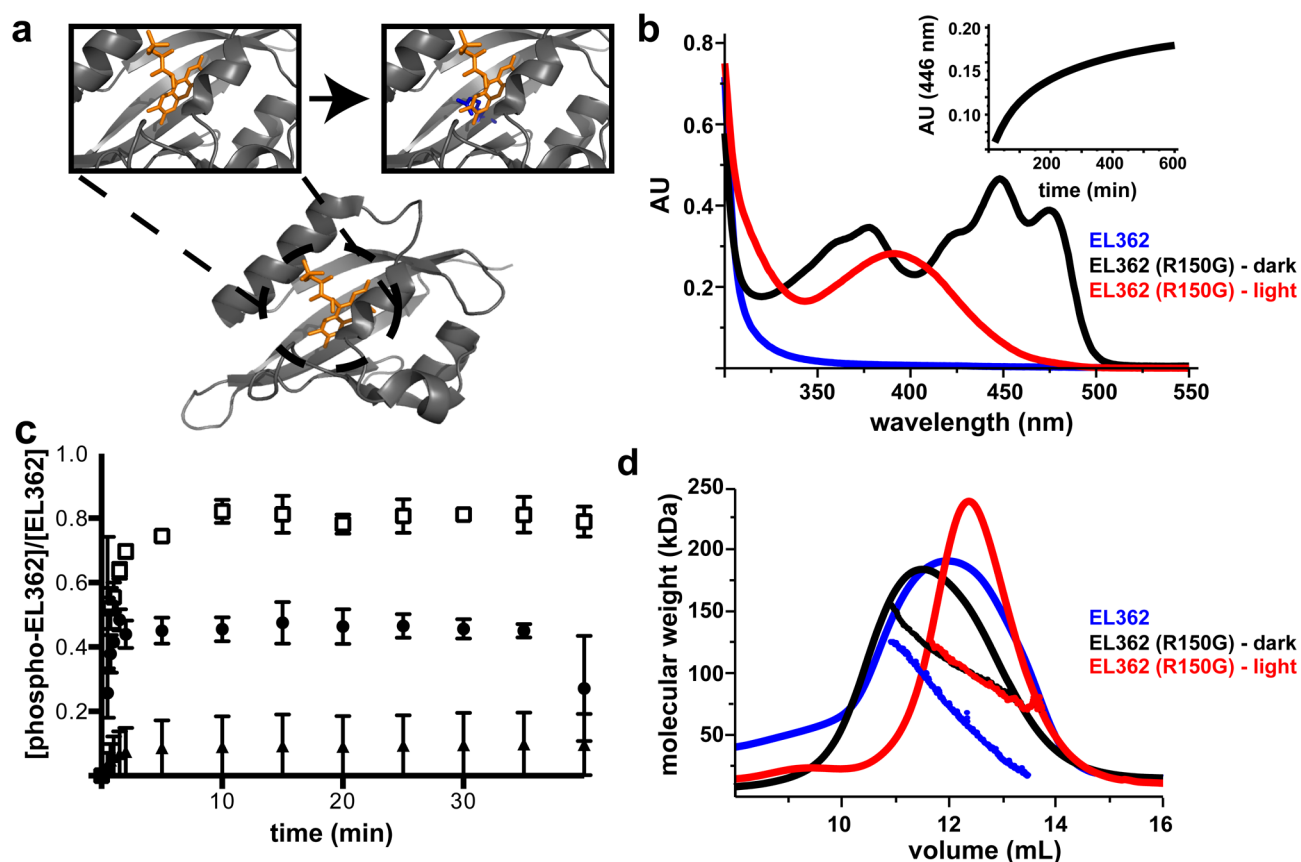 a
b
0.8
0.6
0.4
0.2
AU
350
400
450
500
550
wavelength (nm)
AU (446 nm)
0.20
0.15
0.10
200
400
600
time (min)
EL362
EL362 (R150G) - dark
EL362 (R150G) - light
c
[phospho-EL362]/[EL362]
1.0
0.8
0.6
0.4
0.2
10
20
30
time (min)
d
molecular weight (kDa)
250
200
150
100
50
10
12
14
16
volume (mL)
EL362
EL362 (R150G) - dark
EL362 (R150G) - light